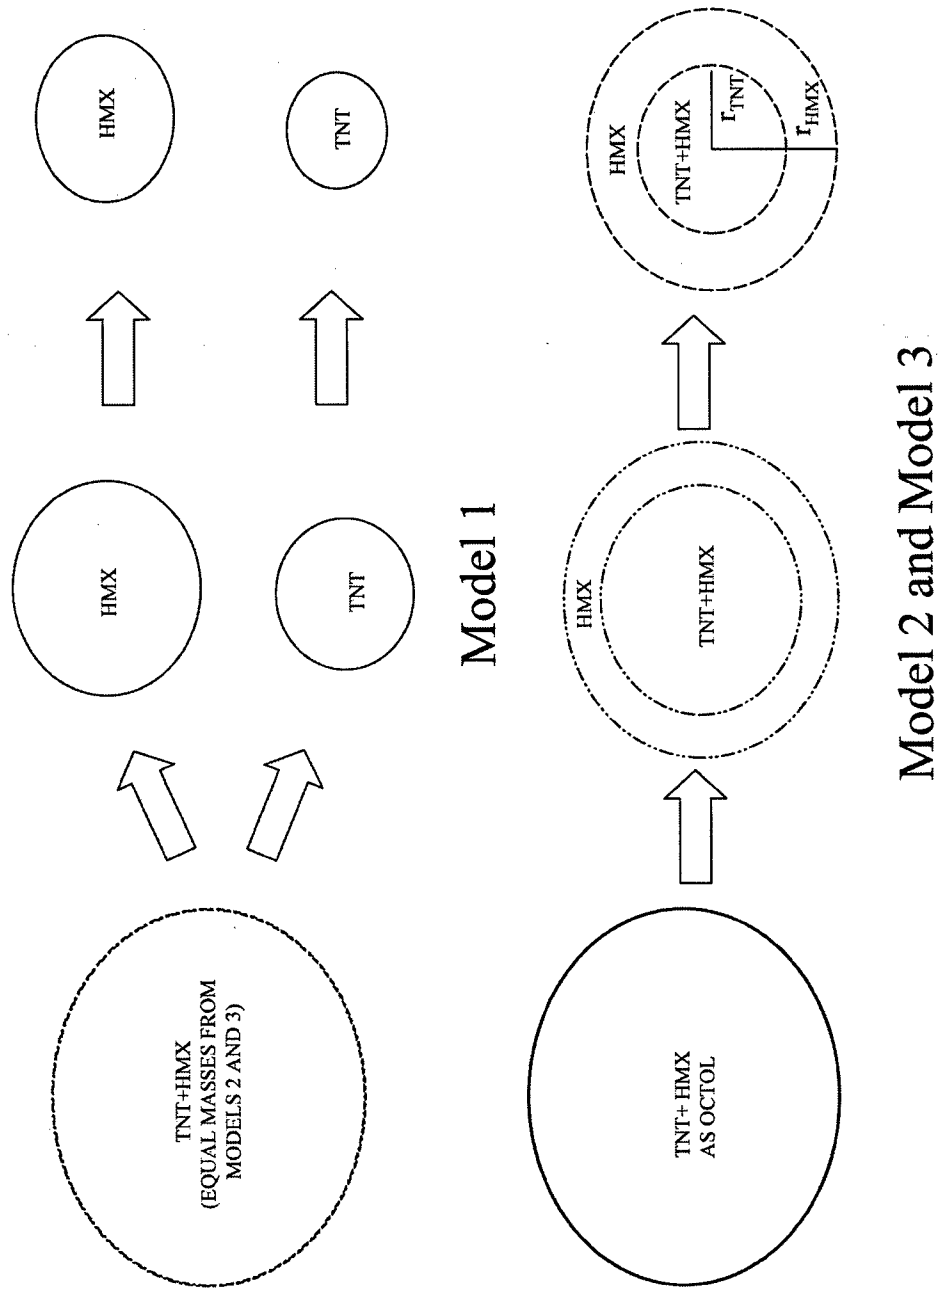 HMX
TNT
HMX
TNT
TNT+HMX
(EQUAL MASSES FROM
MODELS 2 AND 3)
Model 1
HMX
TNT+HMX
rTNT
rHMX
HMX
TNT+HMX
TNT+ HMX
AS OCTOL
Model 2 and Model 3